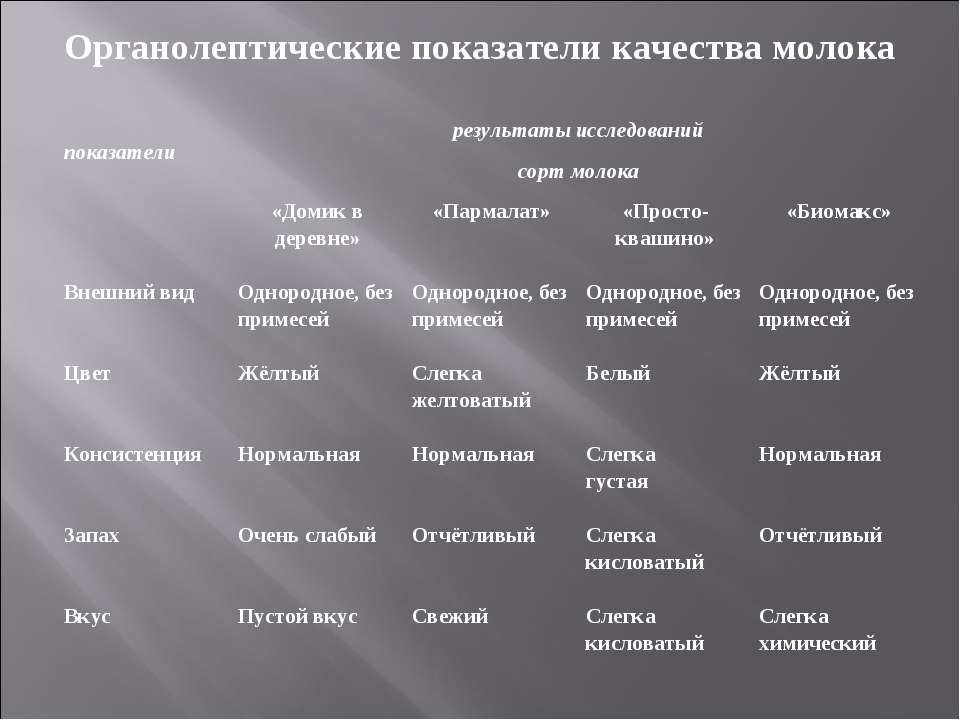 Органолептические показатели качества молока
показатели
результаты исследований
сорт молока
«Домик в
деревне»
«Пармалат»
«Просто-
квашино»
«Биомакс»
Внешний вид
Однородное, без
примесей
Однородное, без
примесей
Однородное, без
примесей
Однородное, без
примесей
Цвет
Жёлтый
Слегка
желтоватый
Белый
Жёлтый
Консистенция
Нормальная
Нормальная
Слегка
густая
Нормальная
Запах
Очень слабый
Отчётливый
Слегка
кисловатый
Отчётливый
Вкус
Пустой вкус
Свежий
Слегка
кисловатый
Слегка
химический